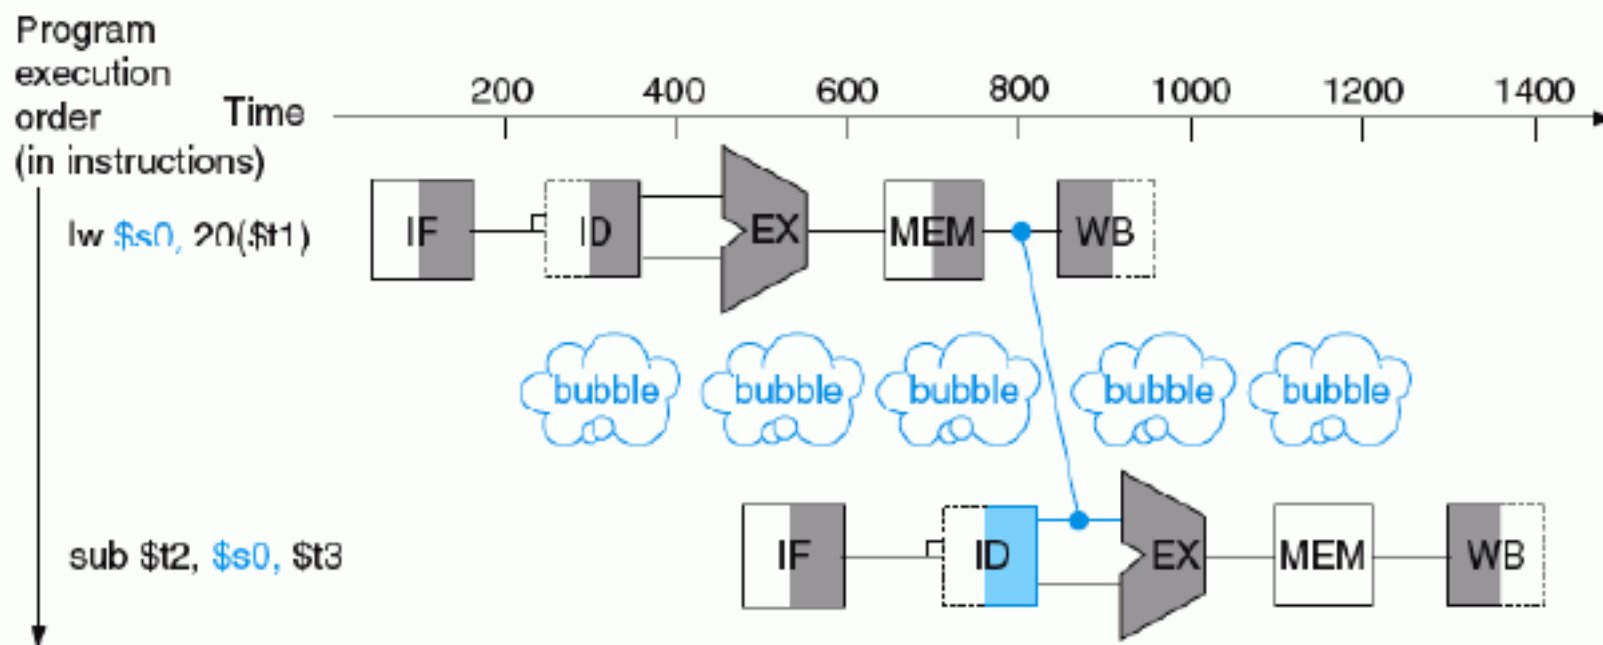 Program
execution
order
(in instructions)
Time
200 400 600 800 1000 1200 1400
lw $s0, 20($t1)
IF ID EX MEM WB
bubble bubble bubble bubble bubble
sub $t2, $s0, $t3
IF ID EX MEM WB